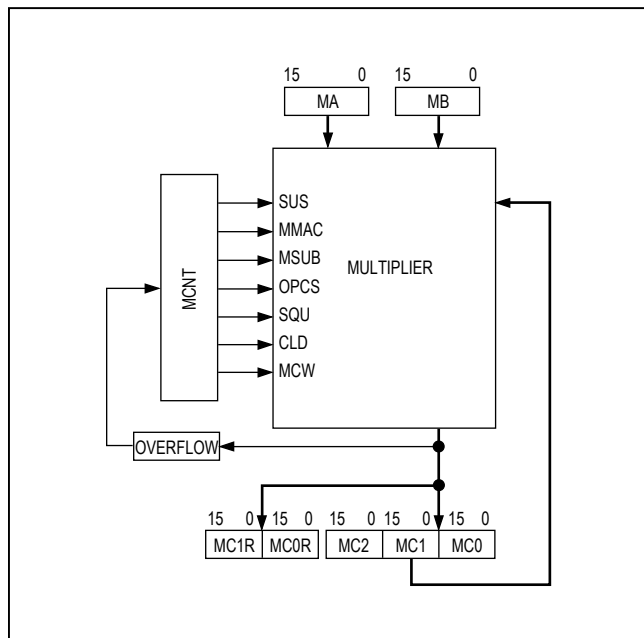 15 0 15 0
MA MB
SUS
MMAC
MSUB
OPCS
SQU
CLD
MCW
MCNT
MULTIPLIER
OVERFLOW
15 0 15 0 15 0 15 0 15 0
MC1R MC0R MC2 MC1 MC0